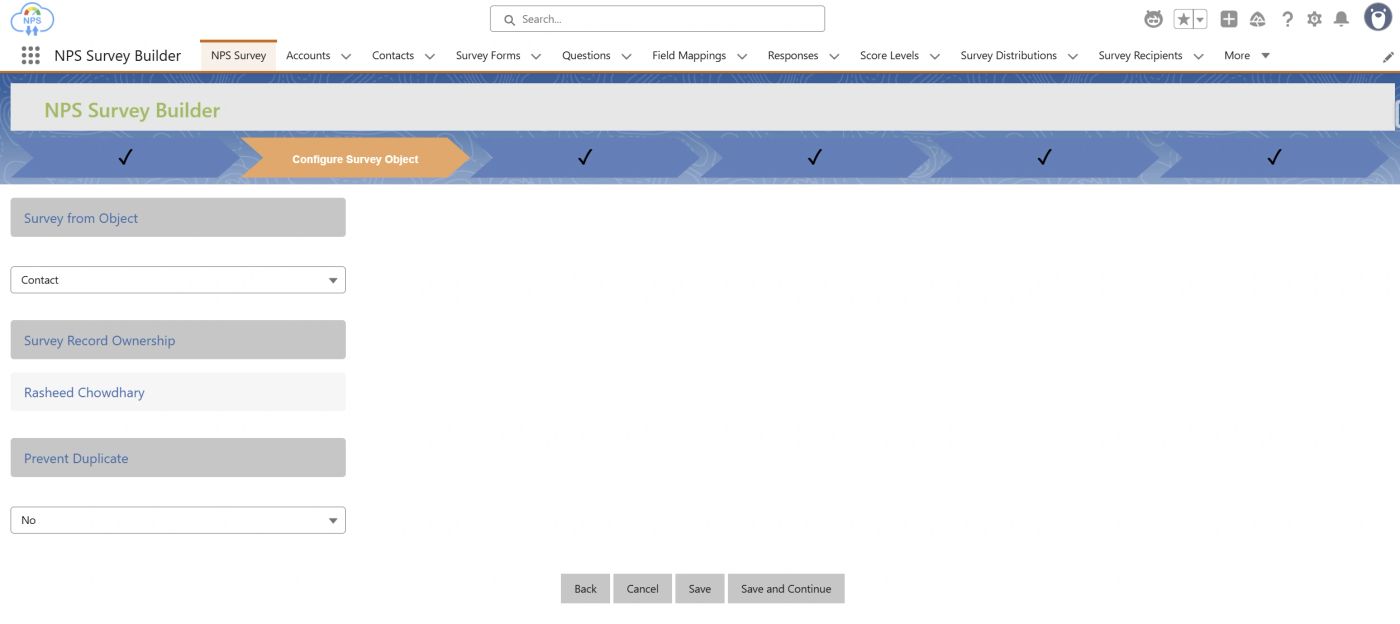 NPS
Search...
NPS Survey Builder
NPS Survey
Accounts
Contacts
Survey Forms
Questions
Field Mappings
Responses
Score Levels
Survey Distributions
Survey Recipients
More
NPS Survey Builder
Configure Survey Object
Survey from Object
Contact
Survey Record Ownership
Rasheed Chowdhary
Prevent Duplicate
No
Back
Cancel
Save
Save and Continue